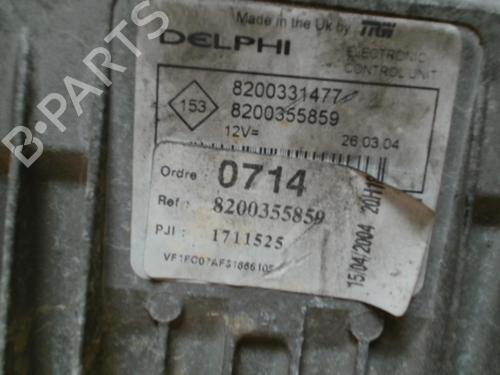 Made in the Uk by TRW
DELPHI
ELECTRONIC
CONTROL UNIT
153
8200331477
8200355859
12V=
26.03.04
Ordre : 0714
Ref : 8200355859
PJI : 1711525
15/04/2004
B-Parts